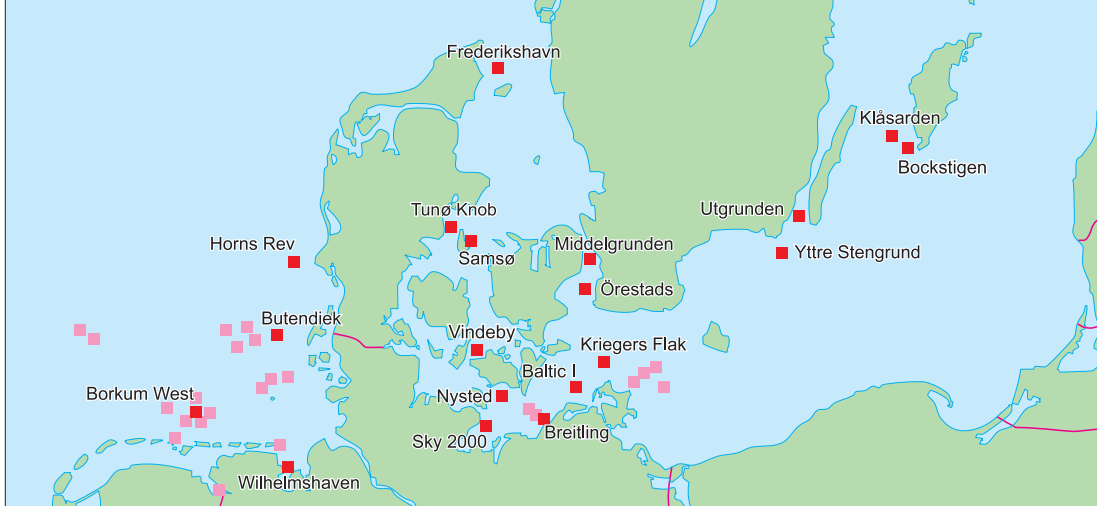 Frederikshavn
Klåsarden
Bockstigen
Tunø Knob
Utgrunden
Horns Rev
Samsø
Middelgrunden
Yttre Stengrund
Örestads
Butendiek
Vindeby
Kriegers Flak
Baltic I
Borkum West
Nysted
Sky 2000
Breitling
Wilhelmshaven